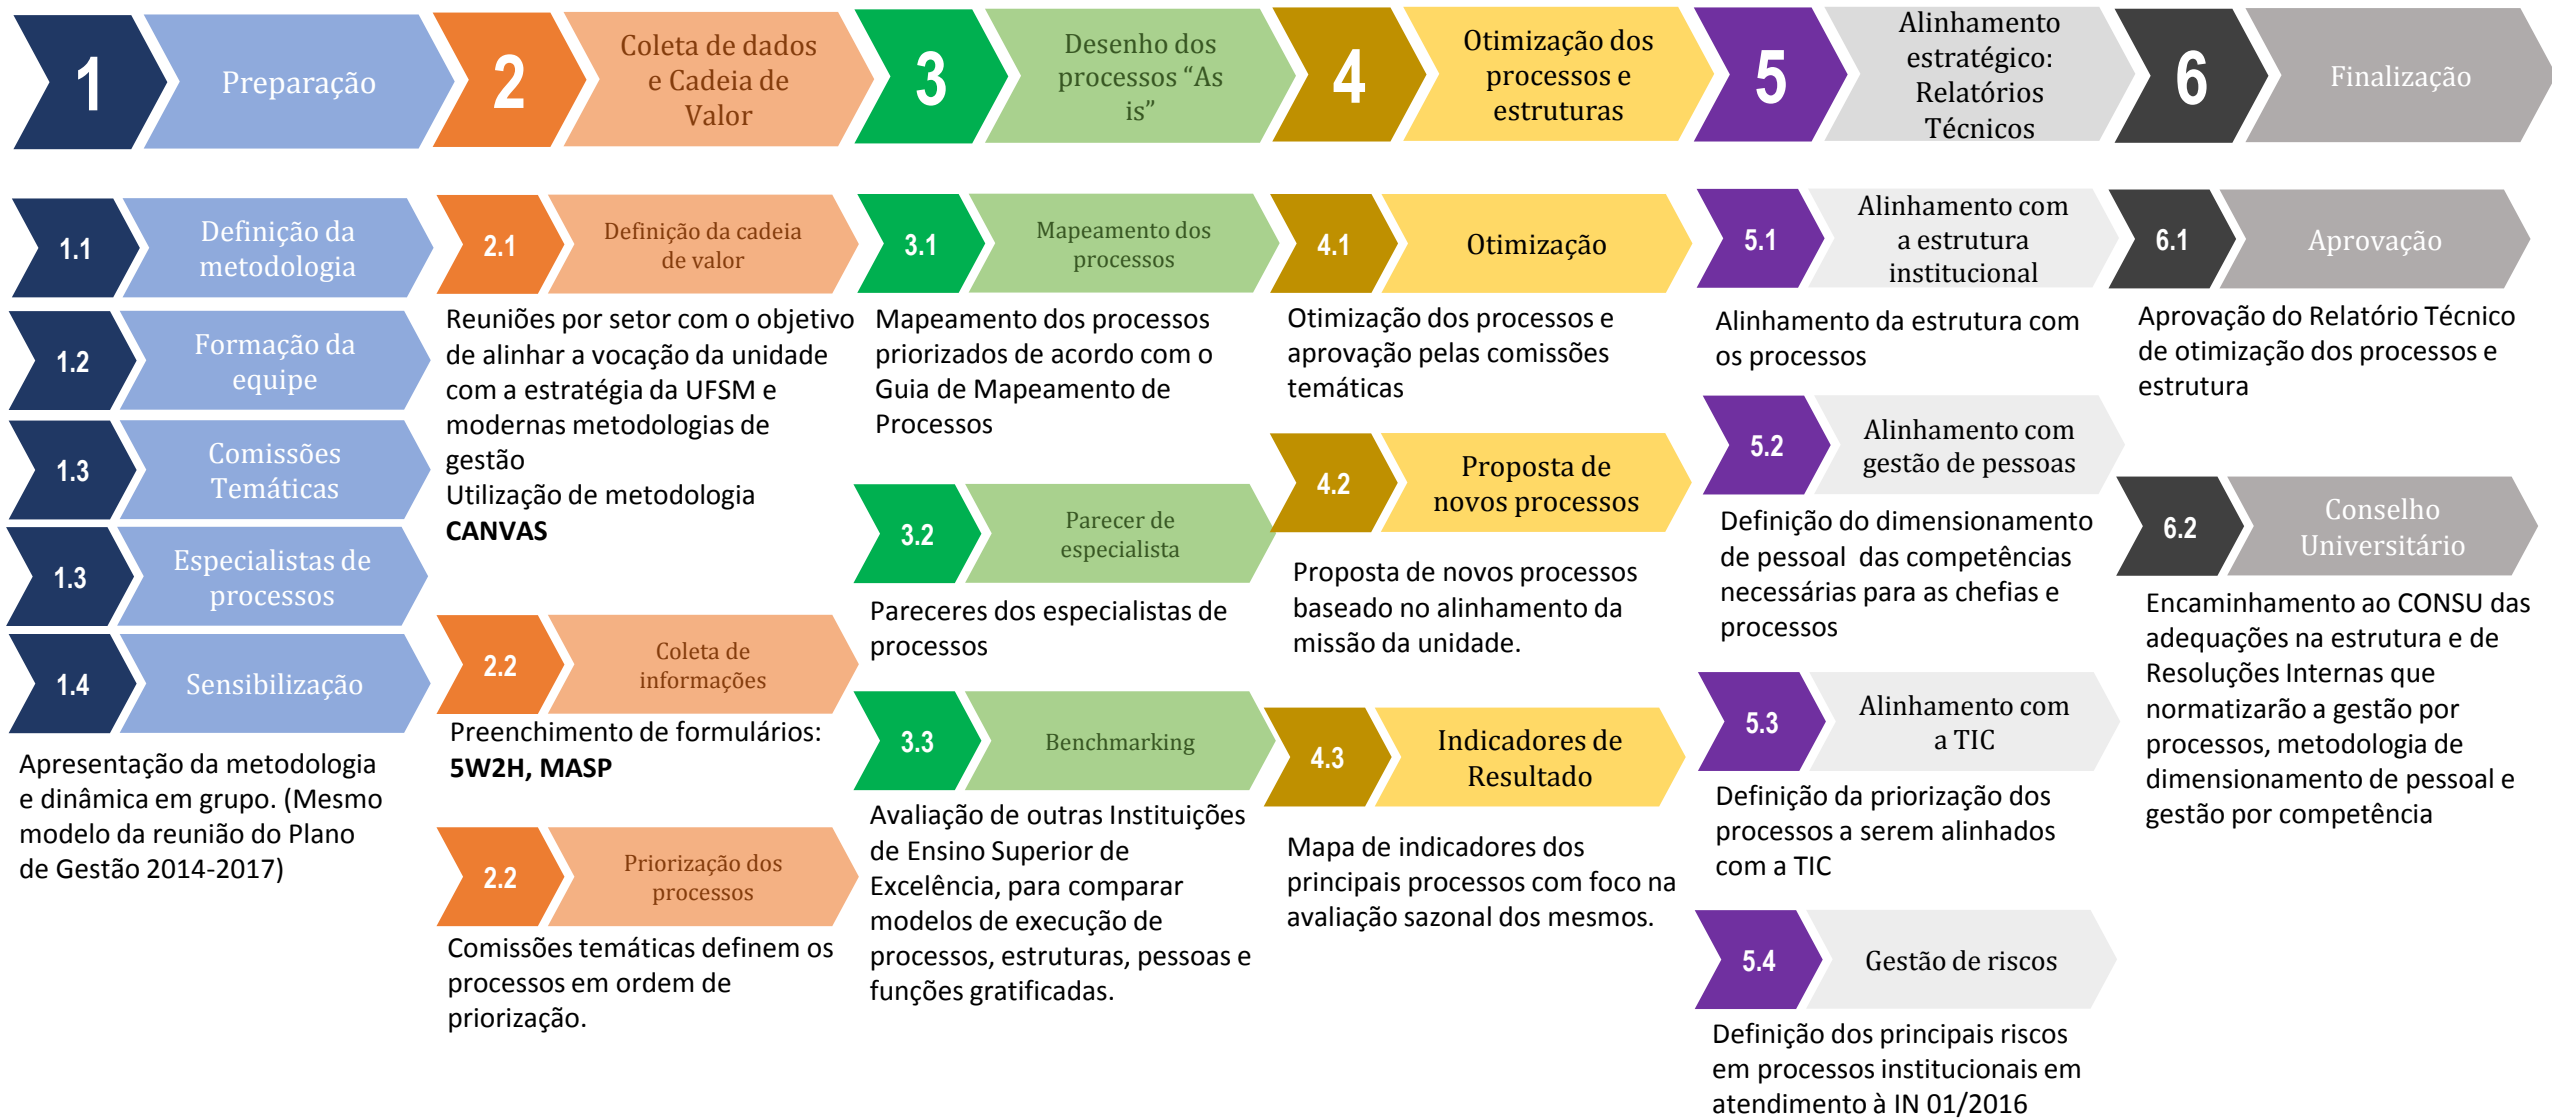 1
Preparação
2
Coleta de dados
e Cadeia de
Valor
3
Desenho dos
processos “As
is”
4
Otimização dos
processos e
estruturas
5
Alinhamento
estratégico:
Relatórios
Técnicos
6
Finalização
1.1
Definição da
metodologia
1.2
Formação da
equipe
1.3
Comissões
Temáticas
1.3
Especialistas de
processos
1.4
Sensibilização
Apresentação da metodologia
e dinâmica em grupo. (Mesmo
modelo da reunião do Plano
de Gestão 2014-2017)
2.1
Definição da cadeia
de valor
Reuniões por setor com o objetivo
de alinhar a vocação da unidade
com a estratégia da UFSM e
modernas metodologias de
gestão
Utilização de metodologia
CANVAS
2.2
Coleta de
informações
Preenchimento de formulários:
5W2H, MASP
2.2
Priorização dos
processos
Comissões temáticas definem os
processos em ordem de
priorização.
3.1
Mapeamento dos
processos
Mapeamento dos processos
priorizados de acordo com o
Guia de Mapeamento de
Processos
3.2
Parecer de
especialista
Pareceres dos especialistas de
processos
3.3
Benchmarking
Avaliação de outras Instituições
de Ensino Superior de
Excelência, para comparar
modelos de execução de
processos, estruturas, pessoas e
funções gratificadas.
4.1
Otimização
Otimização dos processos e
aprovação pelas comissões
temáticas
4.2
Proposta de
novos processos
Proposta de novos processos
baseado no alinhamento da
missão da unidade.
4.3
Indicadores de
Resultado
Mapa de indicadores dos
principais processos com foco na
avaliação sazonal dos mesmos.
5.1
Alinhamento com
a estrutura
institucional
Alinhamento da estrutura com
os processos
5.2
Alinhamento com
gestão de pessoas
Definição do dimensionamento
de pessoal  das competências
necessárias para as chefias e
processos
5.3
Alinhamento com
a TIC
Definição da priorização dos
processos a serem alinhados
com a TIC
5.4
Gestão de riscos
Definição dos principais riscos
em processos institucionais em
atendimento à IN 01/2016
6.1
Aprovação
Aprovação do Relatório Técnico
de otimização dos processos e
estrutura
6.2
Conselho
Universitário
Encaminhamento ao CONSU das
adequações na estrutura e de
Resoluções Internas que
normatizarão a gestão por
processos, metodologia de
dimensionamento de pessoal e
gestão por competência